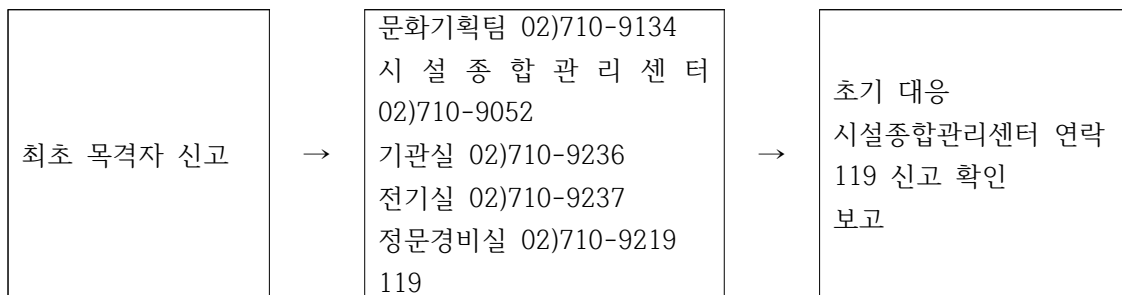 최초 목격자 신고
→
문화기획팀 02)710-9134
시 설 종 합 관 리 센 터
02)710-9052
기관실 02)710-9236
전기실 02)710-9237
정문경비실 02)710-9219
119
→
초기 대응
시설종합관리센터 연락
119 신고 확인
보고